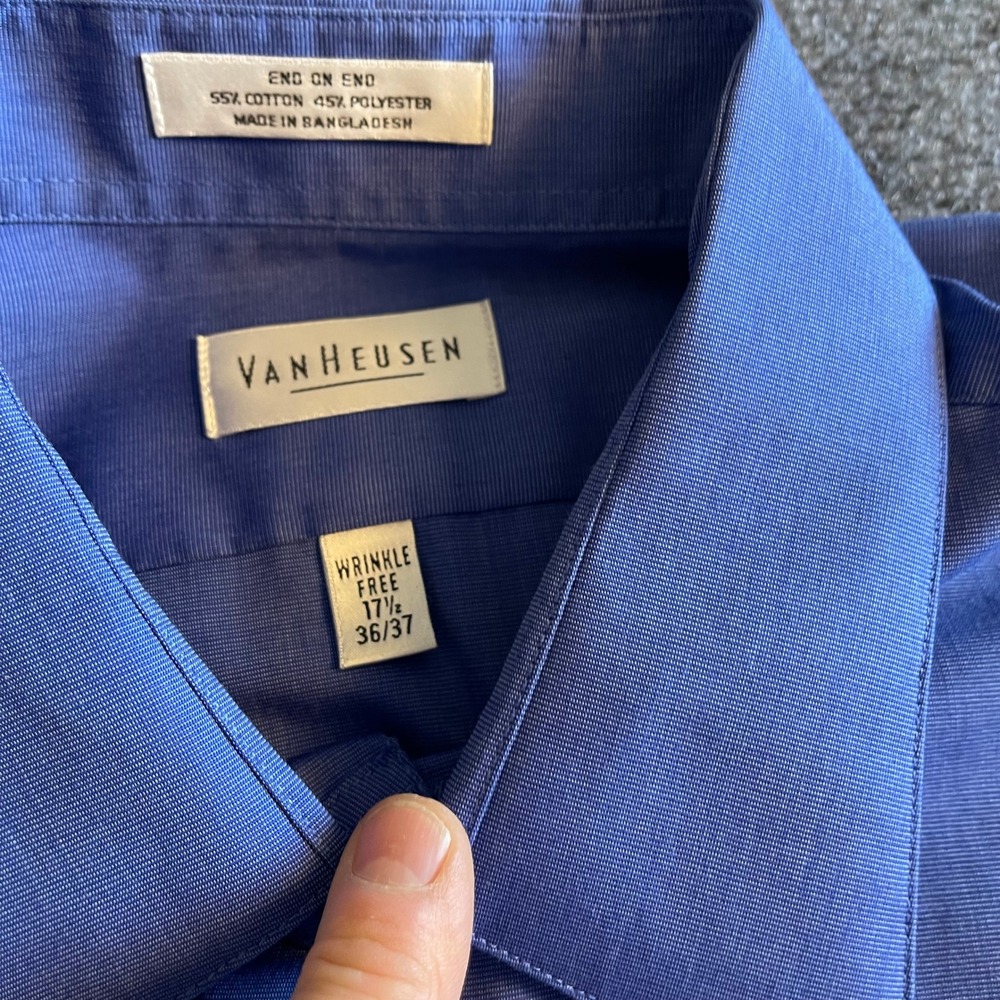 END ON END
55% COTTON 45% POLYESTER
MADE IN BANGLADESH
VANHEUSEN
WRINKLE
FREE
17½
36/37